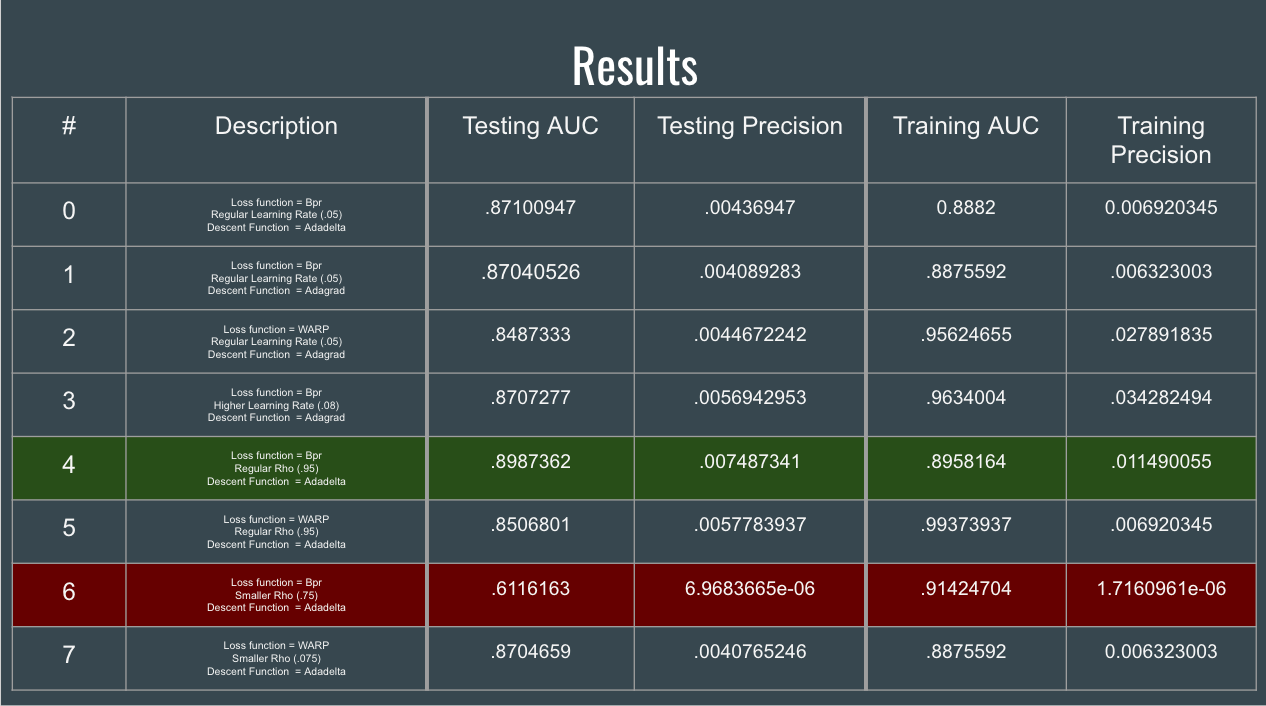 Results
# Description Testing AUC Testing Precision Training AUC Training
Precision
0 Loss function = Bpr
Regular Learning Rate (.05)
Descent Function = Adadelta .87100947 .00436947 0.8882 0.006920345
1 Loss function = Bpr
Regular Learning Rate (.05)
Descent Function = Adagrad .87040526 .004089283 .8875592 .006323003
2 Loss function = WARP
Regular Learning Rate (.05)
Descent Function = Adagrad .8487333 .0044672242 .95624655 .027891835
3 Loss function = Bpr
Higher Learning Rate (.08)
Descent Function = Adagrad .8707277 .0056942953 .9634004 .034282494
4 Loss function = Bpr
Regular Rho (.95)
Descent Function = Adadelta .8987362 .007487341 .8958164 .011490055
5 Loss function = WARP
Regular Rho (.95)
Descent Function = Adadelta .8506801 .0057783937 .99373937 .006920345
6 Loss function = Bpr
Smaller Rho (.75)
Descent Function = Adadelta .6116163 6.9683665e-06 .91424704 1.7160961e-06
7 Loss function = WARP
Smaller Rho (.075)
Descent Function = Adadelta .8704659 .0040765246 .8875592 0.006323003